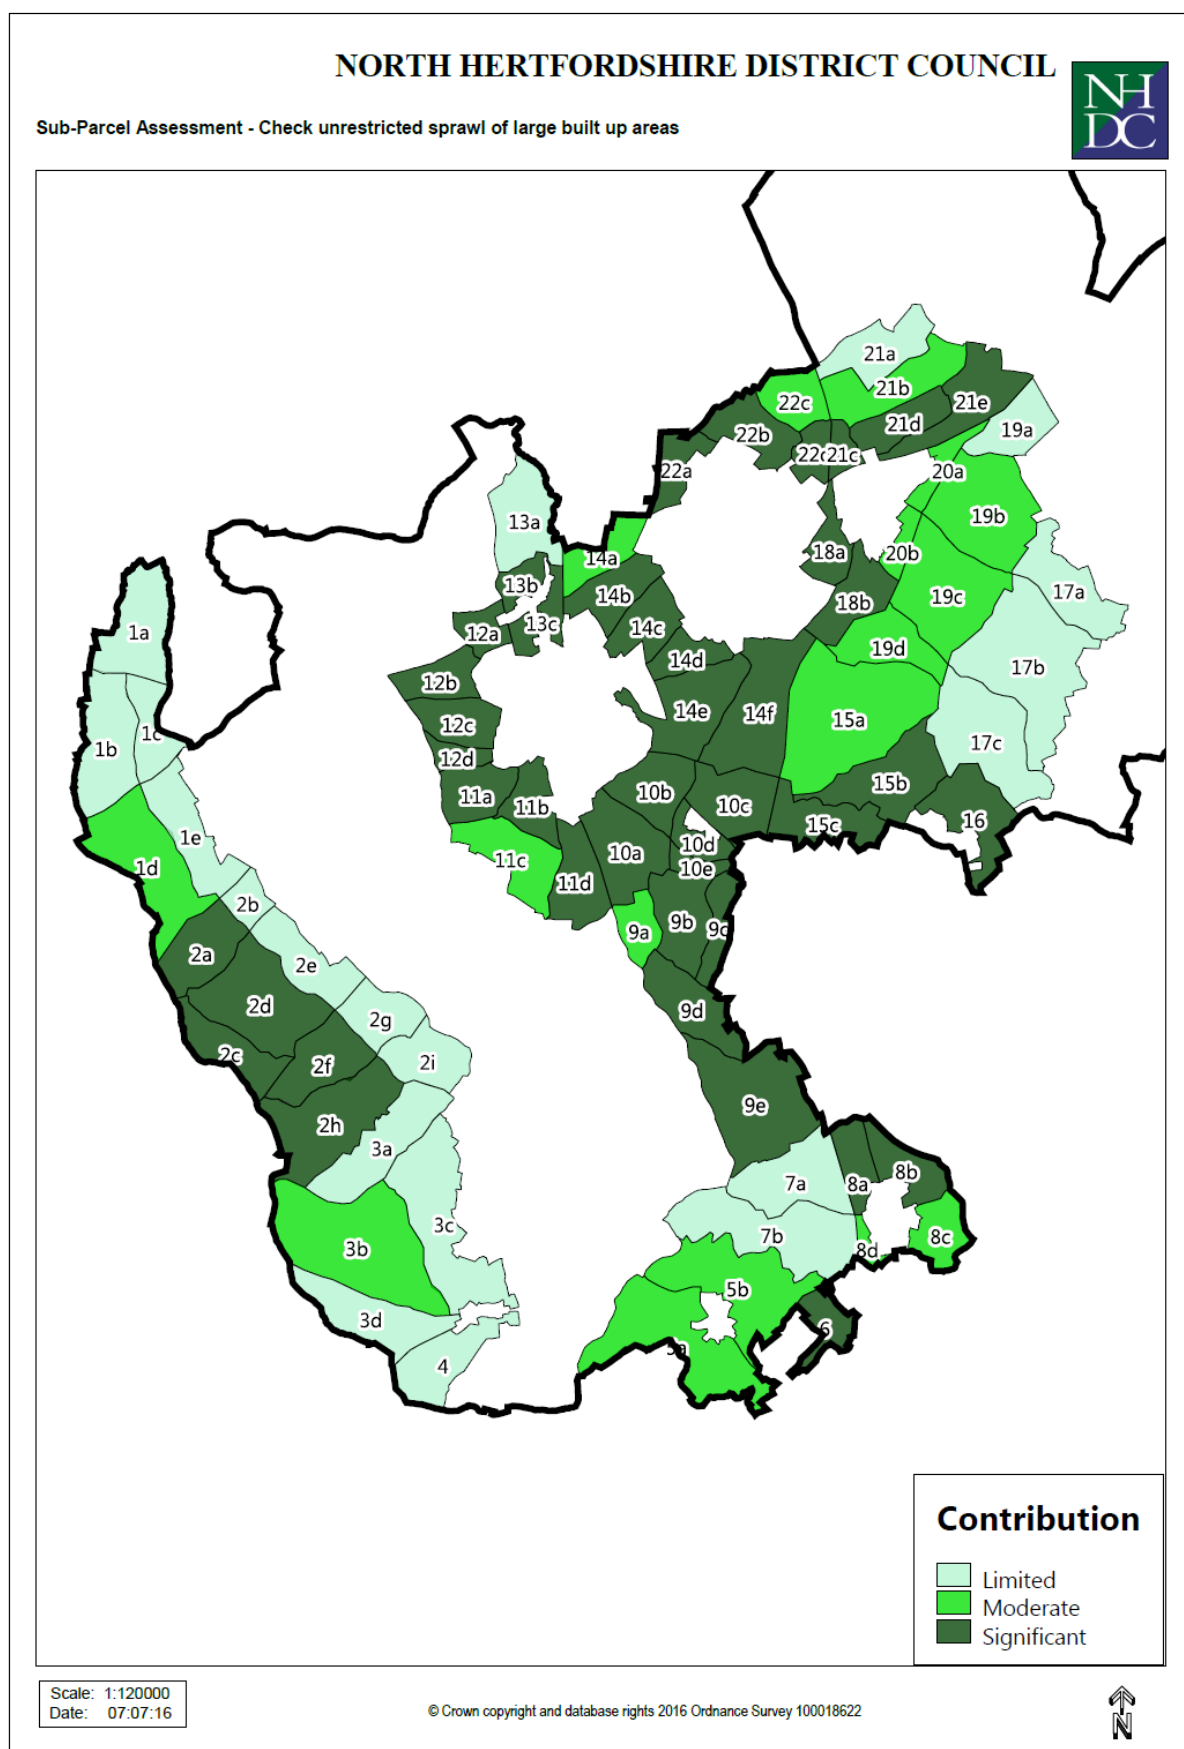 NORTH HERTFORDSHIRE DISTRICT COUNCIL
NH
DC
Sub-Parcel Assessment - Check unrestricted sprawl of large built up areas
21a
21b
22c
21e
21d
19a
22b
21c
22a
20a
19b
13a
14a
18a
20b
13b
14b
18b
19c
17a
1a
12a
13c
14c
19d
14d
17b
12b
14e
14f
15a
12c
1b
1c
17c
12d
15b
11a
11b
10b
10c
16
15c
1e
10d
10a
11c
10e
1d
11d
2b
9a
9b
9c
2a
2e
2d
9d
2g
2c
2f
2i
9e
2h
3a
8b
7a
8a
3c
7b
8c
3b
8d
5b
3d
6
5a
4
Contribution
Limited
Moderate
Significant
Scale: 1:120000
Date: 07:07:16
© Crown copyright and database rights 2016 Ordnance Survey 100018622
N